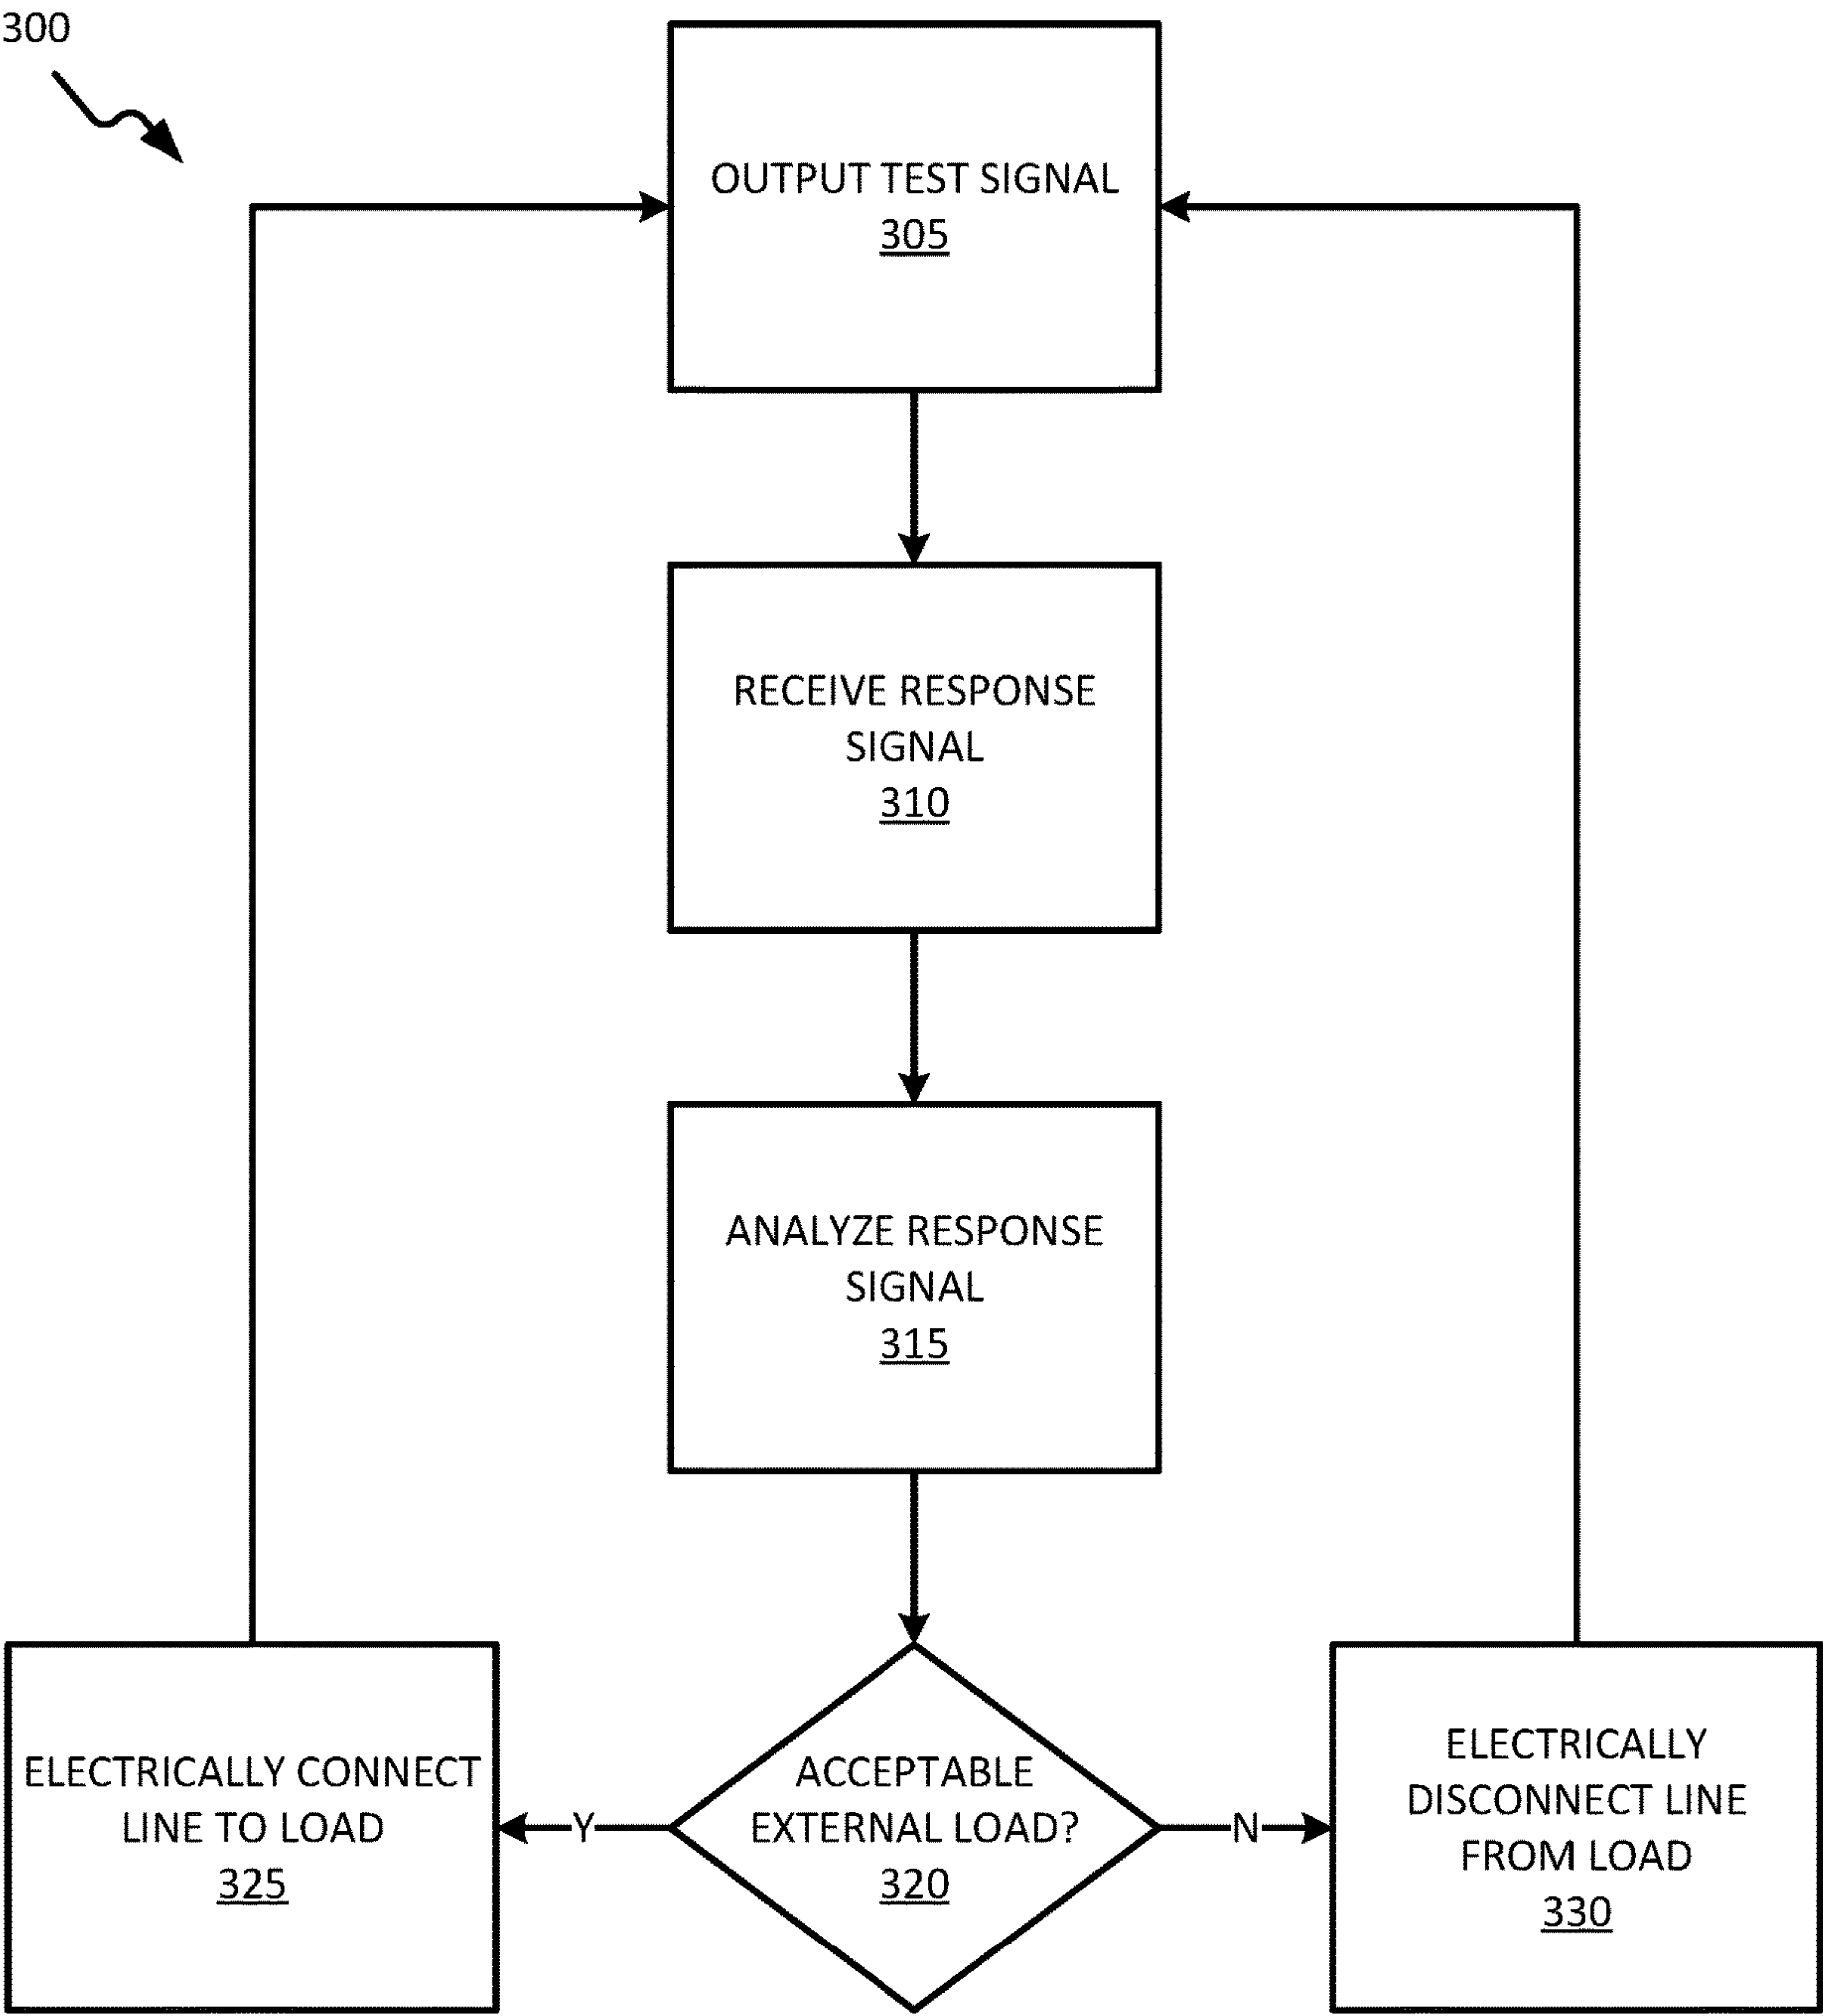 300
OUTPUT TEST SIGNAL
305
RECEIVE RESPONSE
SIGNAL
310
ANALYZE RESPONSE
SIGNAL
315
ACCEPTABLE
EXTERNAL LOAD?
320
Y
N
ELECTRICALLY CONNECT
LINE TO LOAD
325
ELECTRICALLY
DISCONNECT LINE
FROM LOAD
330